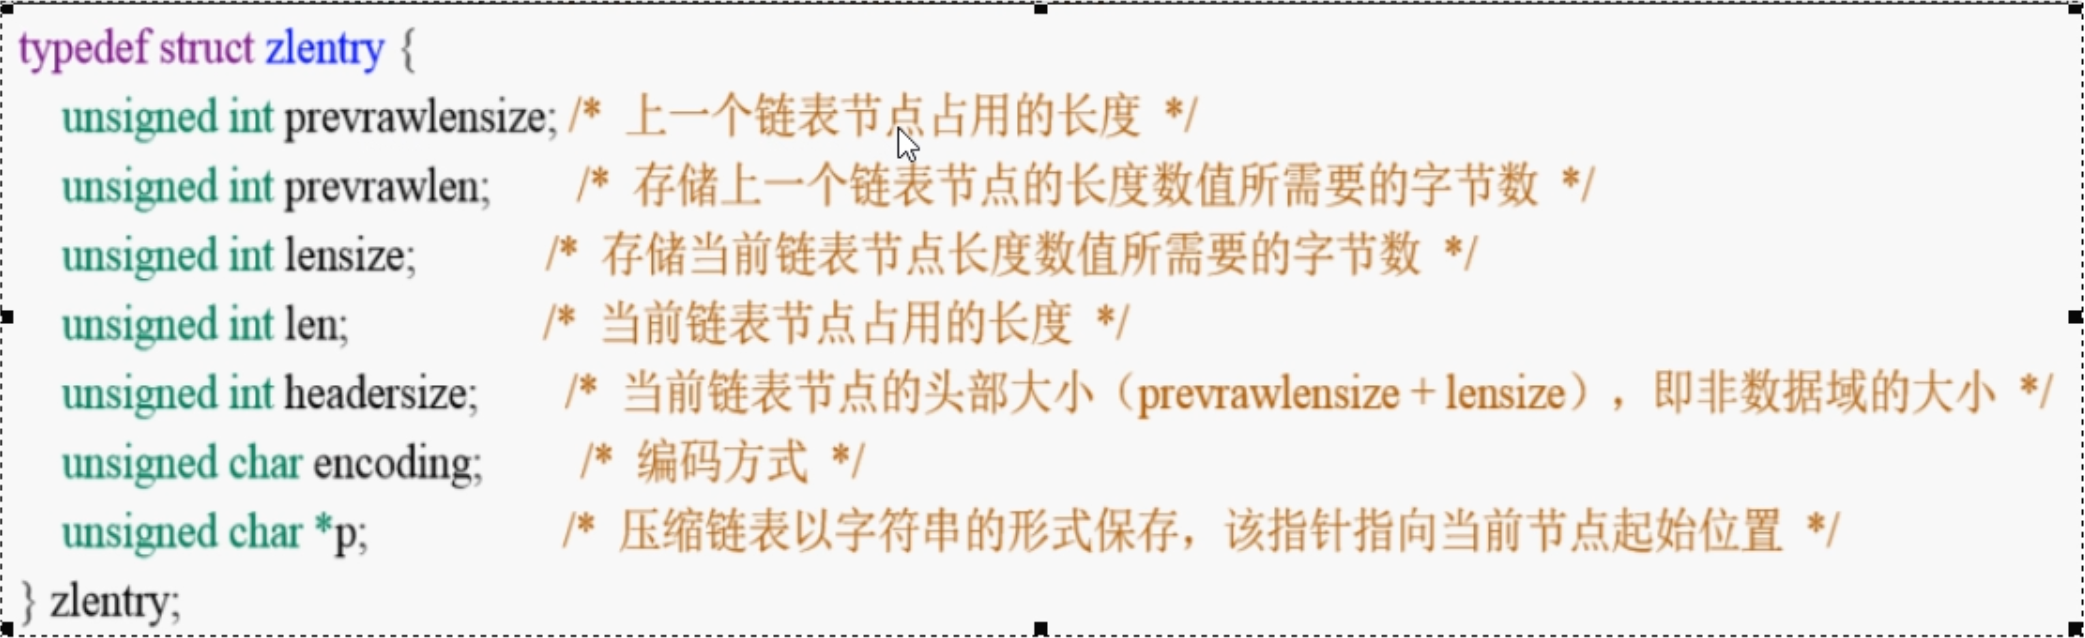 typedef struct zlentry {
unsigned int prevrawlensize; /* 上一个链表节点占用的长度 */
unsigned int prevrawlen; /* 存储上一个链表节点的长度数值所需要的字节数 */
unsigned int lensize; /* 存储当前链表节点长度数值所需要的字节数 */
unsigned int len; /* 当前链表节点占用的长度 */
unsigned int headersize; /* 当前链表节点的头部大小（prevrawlensize + lensize），即非数据域的大小 */
unsigned char encoding; /* 编码方式 */
unsigned char *p; /* 压缩链表以字符串的形式保存，该指针指向当前节点起始位置 */
} zlentry;